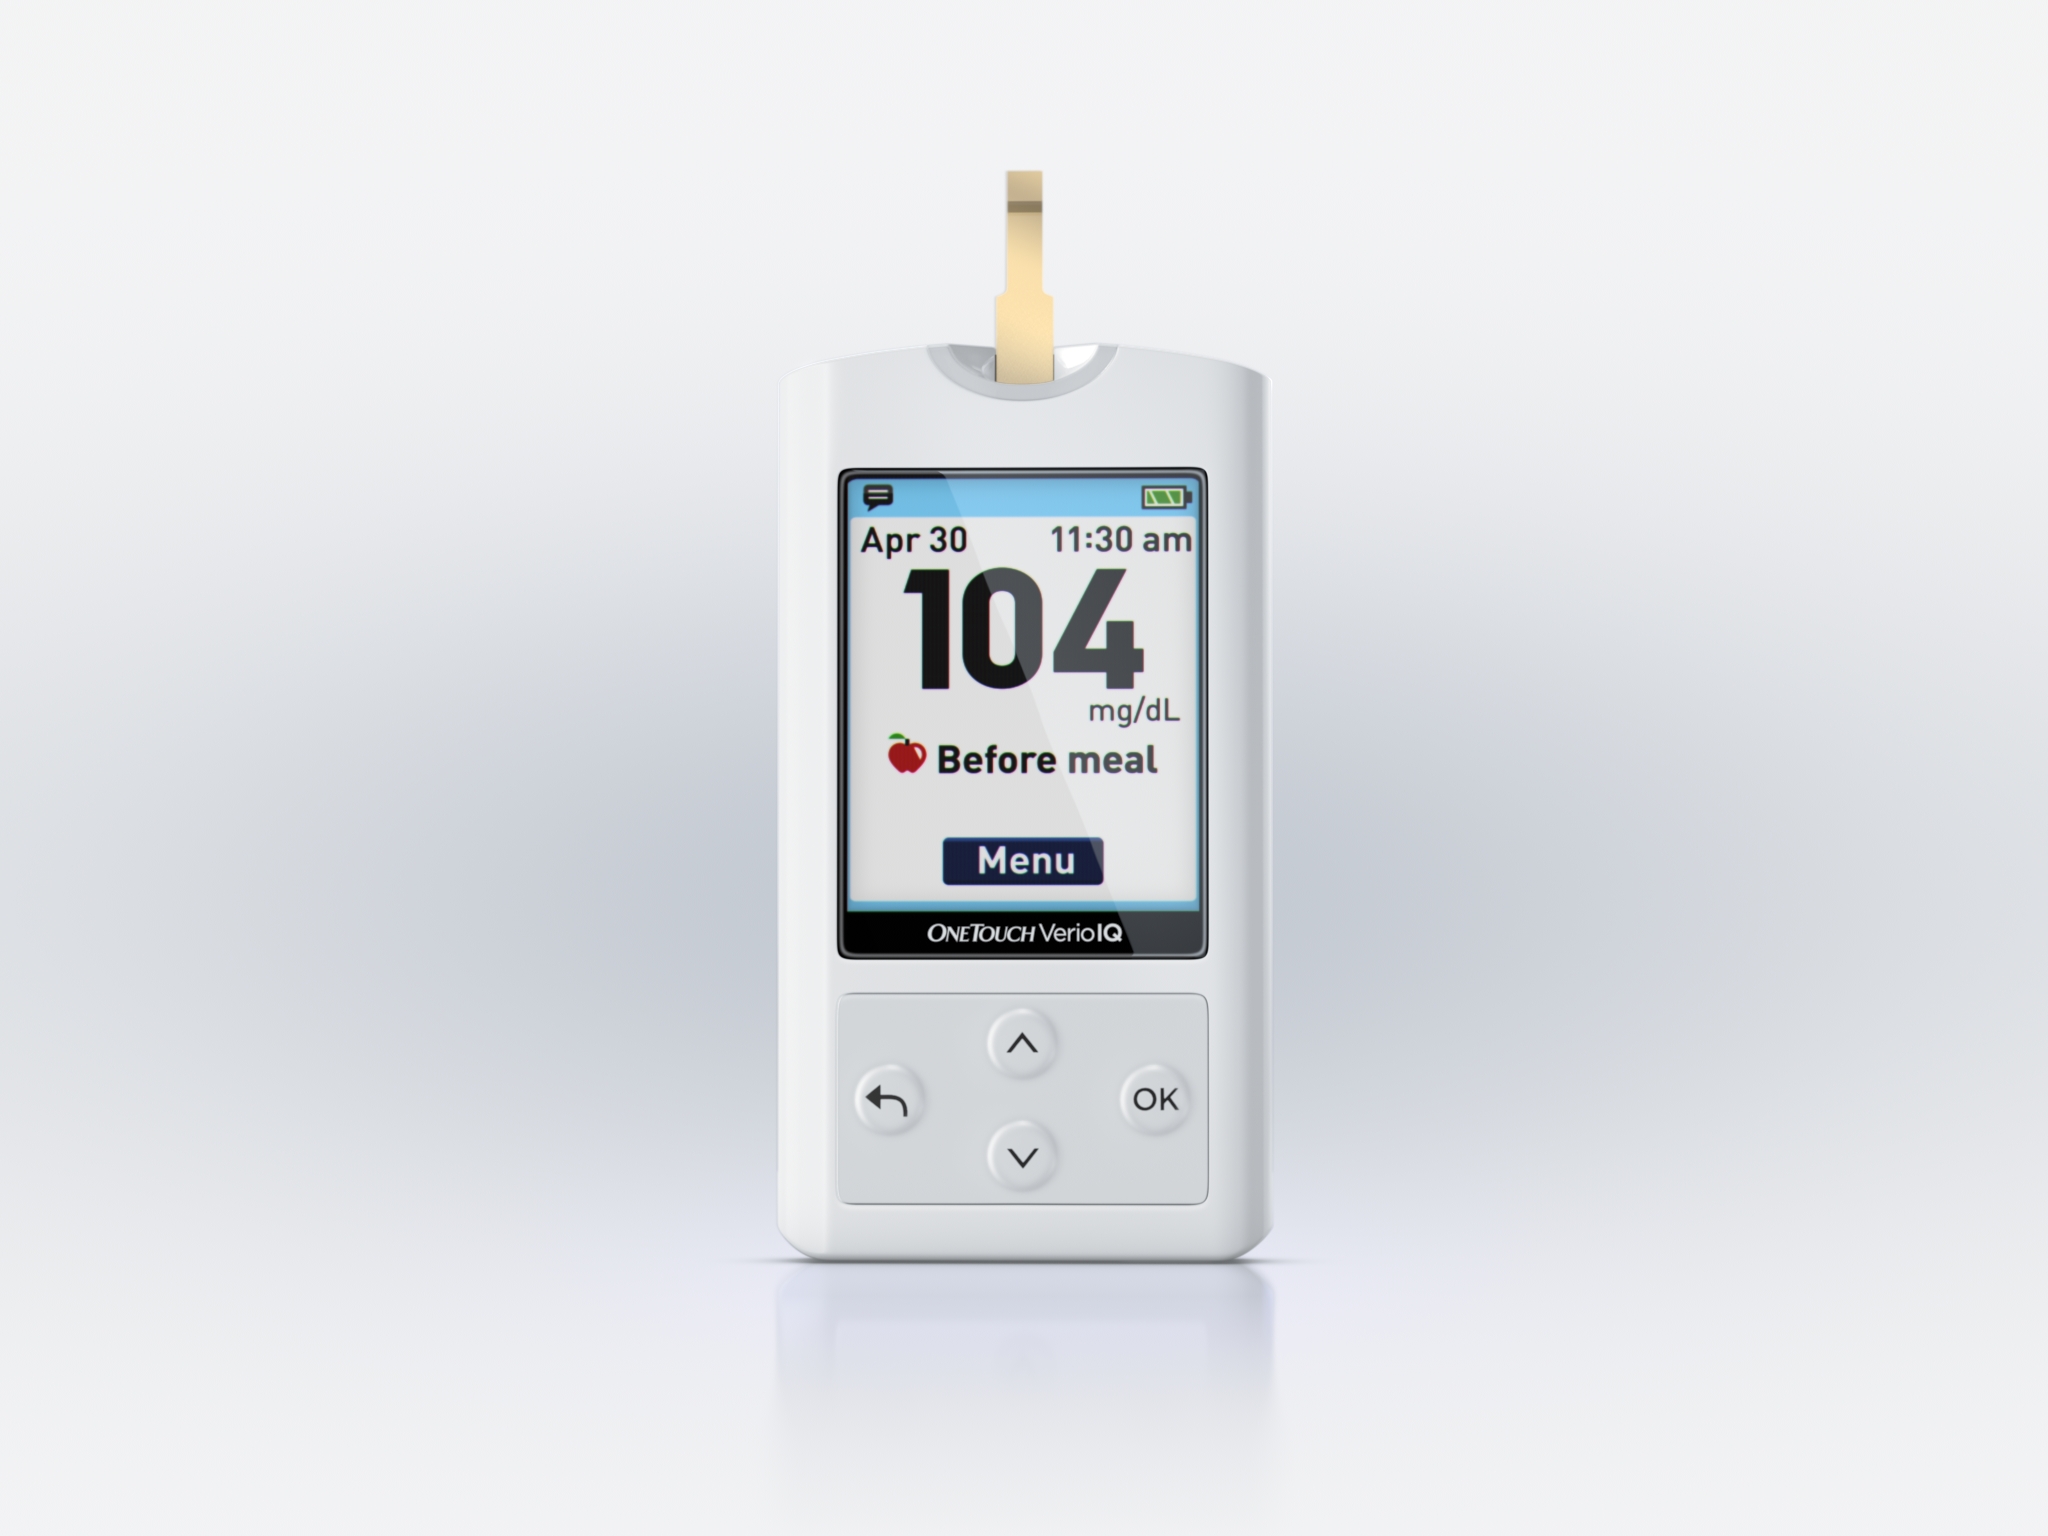 Apr 30 11:30 am
104
mg/dL
Before meal
Menu
ONETOUCH VerioIQ
OK